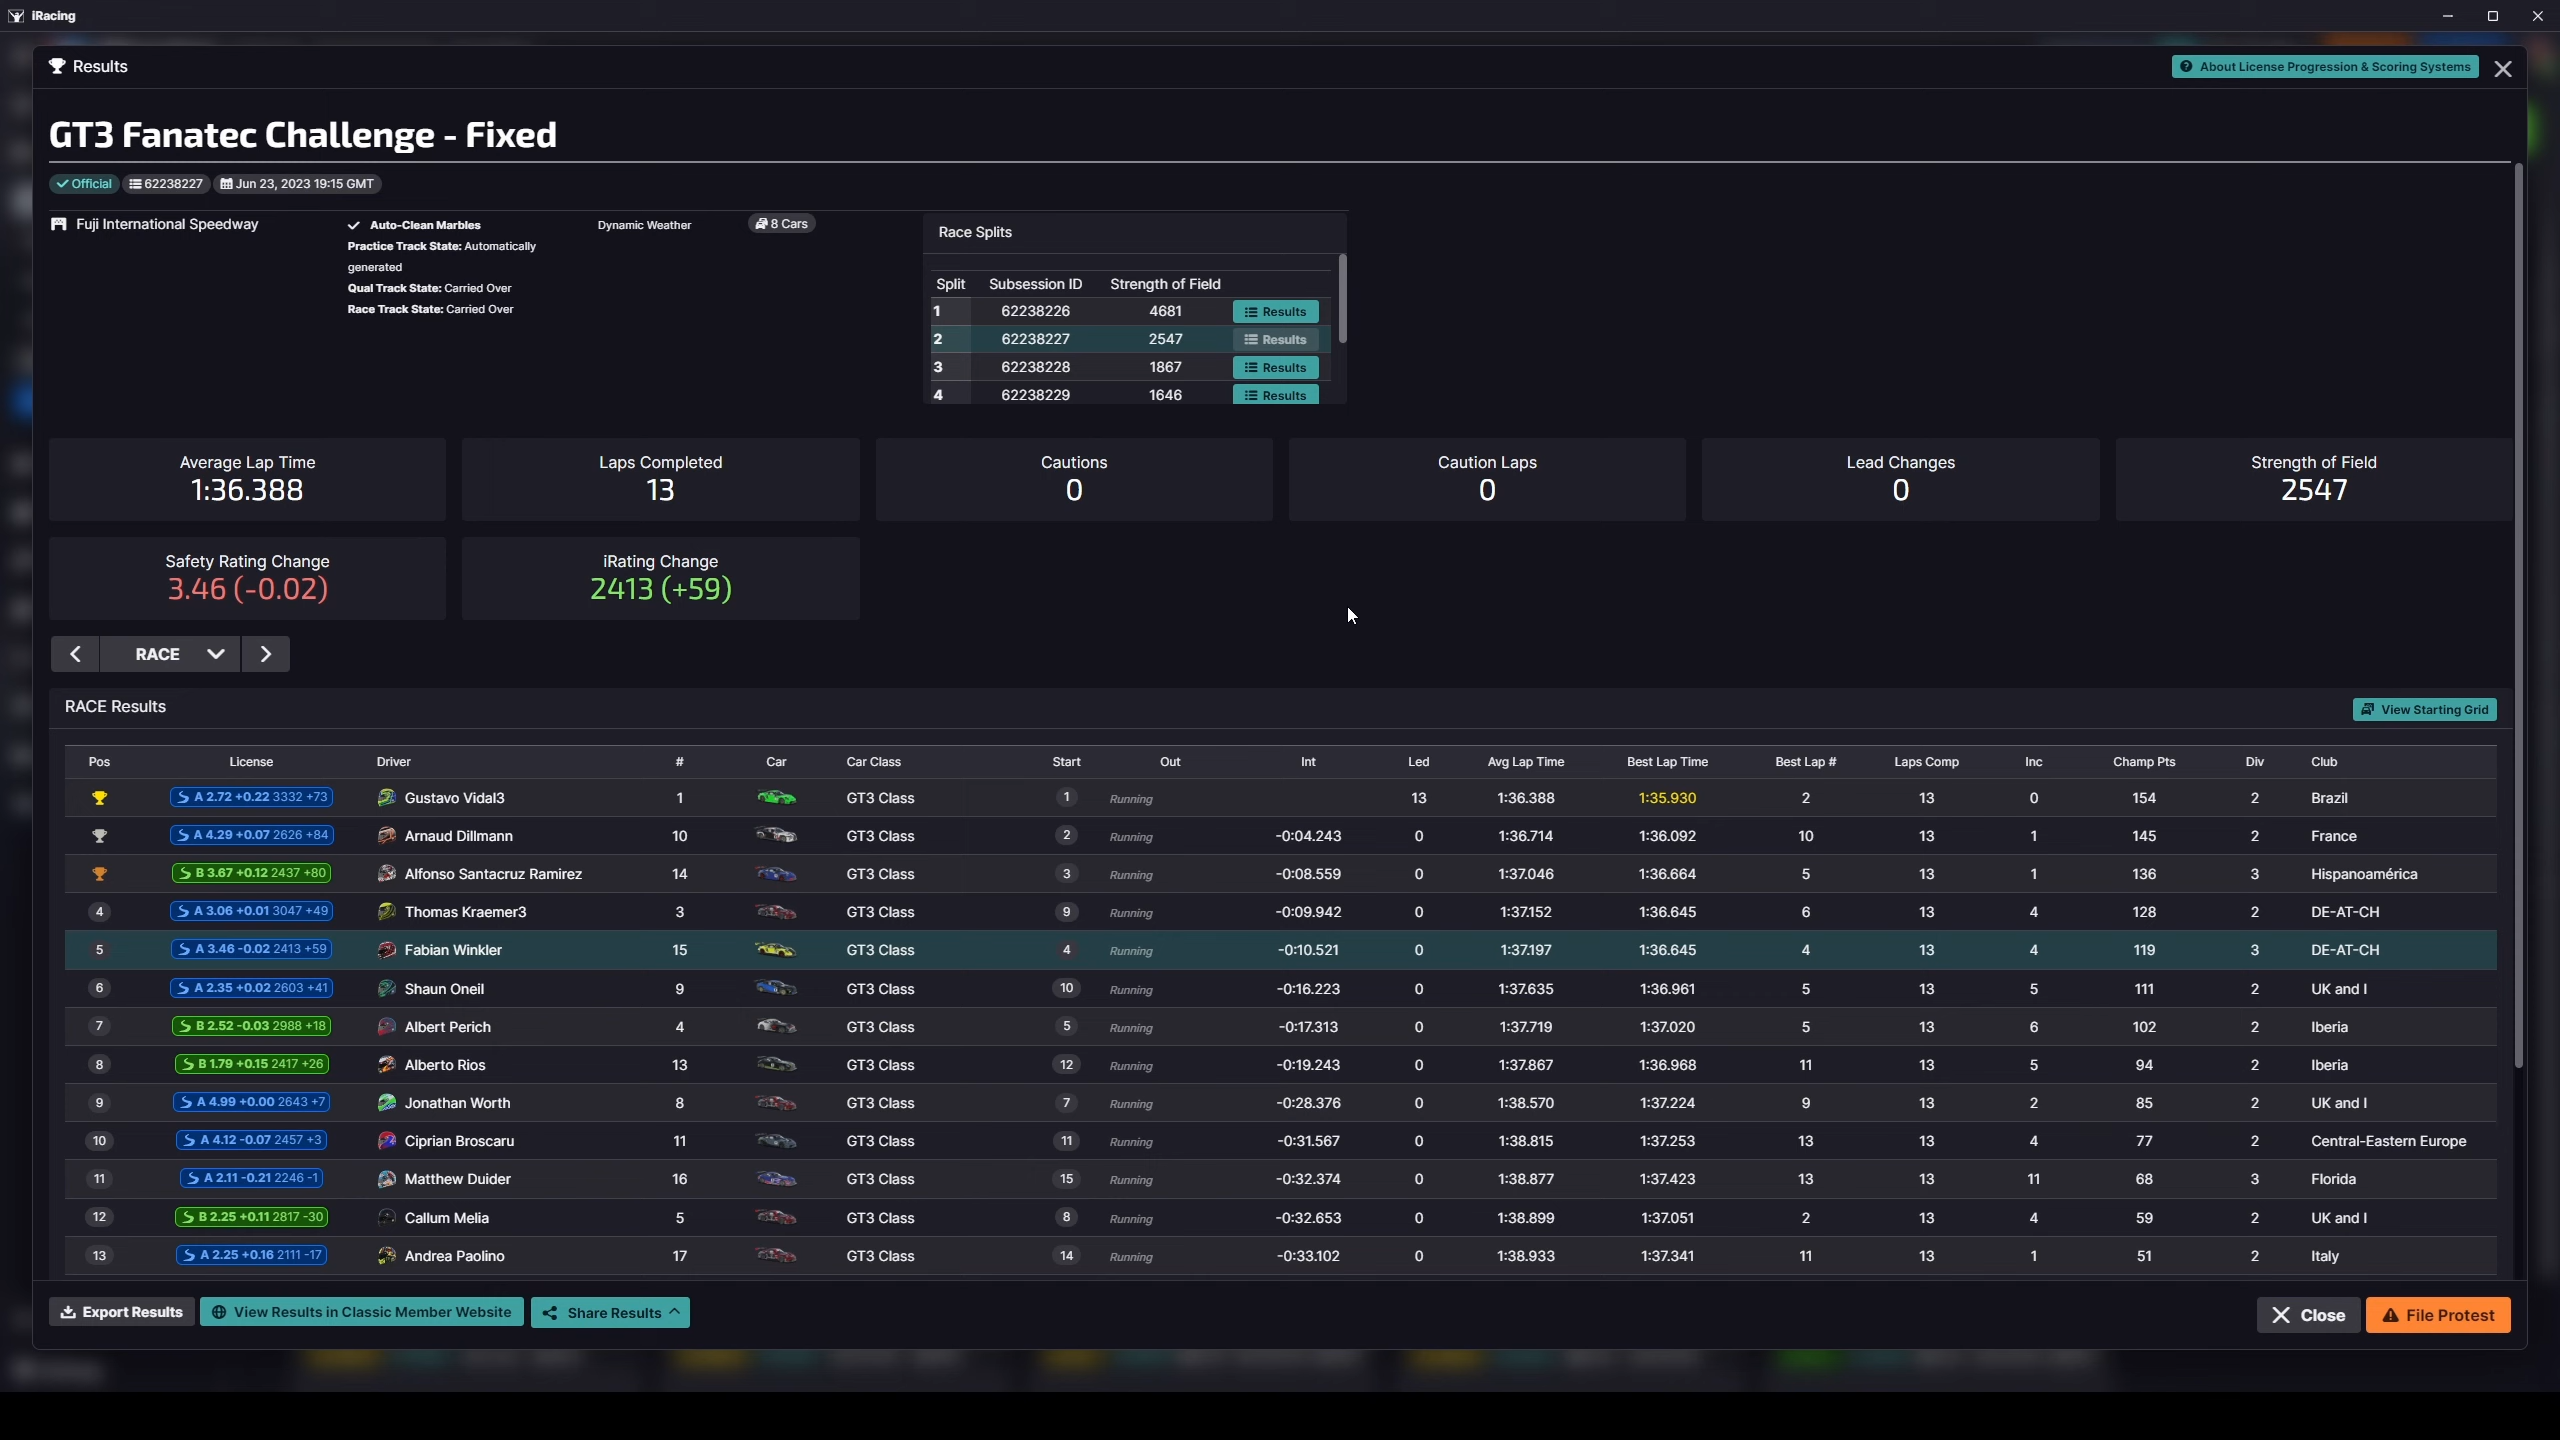 iRacing
Results
About License Progression & Scoring Systems
GT3 Fanatec Challenge - Fixed
Official 62238227 Jun 23, 2023 19:15 GMT
Fuji International Speedway
Auto-Clean Marbles
Practice Track State: Automatically
generated
Qual Track State: Carried Over
Race Track State: Carried Over
Dynamic Weather
8 Cars
Race Splits
Split Subsession ID Strength of Field
1 62238226 4681 Results
2 62238227 2547 Results
3 62238228 1867 Results
4 62238229 1646 Results
Average Lap Time
1:36.388
Laps Completed
13
Cautions
0
Caution Laps
0
Lead Changes
0
Strength of Field
2547
Safety Rating Change
3.46 (-0.02)
iRating Change
2413 (+59)
RACE
RACE Results
View Starting Grid
Pos License Driver # Car Car Class Start Out Int Led Avg Lap Time Best Lap Time Best Lap # Laps Comp Inc Champ Pts Div Club
A 2.72 +0.22 3332 +73 Gustavo Vidal3 1 GT3 Class 1 Running 13 1:36.388 1:35.930 2 13 0 154 2 Brazil
A 4.29 +0.07 2626 +84 Arnaud Dillmann 10 GT3 Class 2 Running -0:04.243 0 1:36.714 1:36.092 10 13 1 145 2 France
B 3.67 +0.12 2437 +80 Alfonso Santacruz Ramirez 14 GT3 Class 3 Running -0:08.559 0 1:37.046 1:36.664 5 13 1 136 3 Hispanoamérica
4 A 3.06 +0.01 3047 +49 Thomas Kraemer3 3 GT3 Class 9 Running -0:09.942 0 1:37.152 1:36.645 6 13 4 128 2 DE-AT-CH
5 A 3.46 -0.02 2413 +59 Fabian Winkler 15 GT3 Class 4 Running -0:10.521 0 1:37.197 1:36.645 4 13 4 119 3 DE-AT-CH
6 A 2.35 +0.02 2603 +41 Shaun Oneil 9 GT3 Class 10 Running -0:16.223 0 1:37.635 1:36.961 5 13 5 111 2 UK and I
7 B 2.52 -0.03 2988 +18 Albert Perich 4 GT3 Class 5 Running -0:17.313 0 1:37.719 1:37.020 5 13 6 102 2 Iberia
8 B 1.79 +0.15 2417 +26 Alberto Rios 13 GT3 Class 12 Running -0:19.243 0 1:37.867 1:36.968 11 13 5 94 2 Iberia
9 A 4.99 +0.00 2643 +7 Jonathan Worth 8 GT3 Class 7 Running -0:28.376 0 1:38.570 1:37.224 9 13 2 85 2 UK and I
10 A 4.12 -0.07 2457 +3 Ciprian Broscaru 11 GT3 Class 11 Running -0:31.567 0 1:38.815 1:37.253 13 13 4 77 2 Central-Eastern Europe
11 A 2.11 -0.21 2246 -1 Matthew Duider 16 GT3 Class 15 Running -0:32.374 0 1:38.877 1:37.423 13 13 11 68 3 Florida
12 B 2.25 +0.11 2817 -30 Callum Melia 5 GT3 Class 8 Running -0:32.653 0 1:38.899 1:37.051 2 13 4 59 2 UK and I
13 A 2.25 +0.16 2111 -17 Andrea Paolino 17 GT3 Class 14 Running -0:33.102 0 1:38.933 1:37.341 11 13 1 51 2 Italy
Export Results View Results in Classic Member Website Share Results Close File Protest